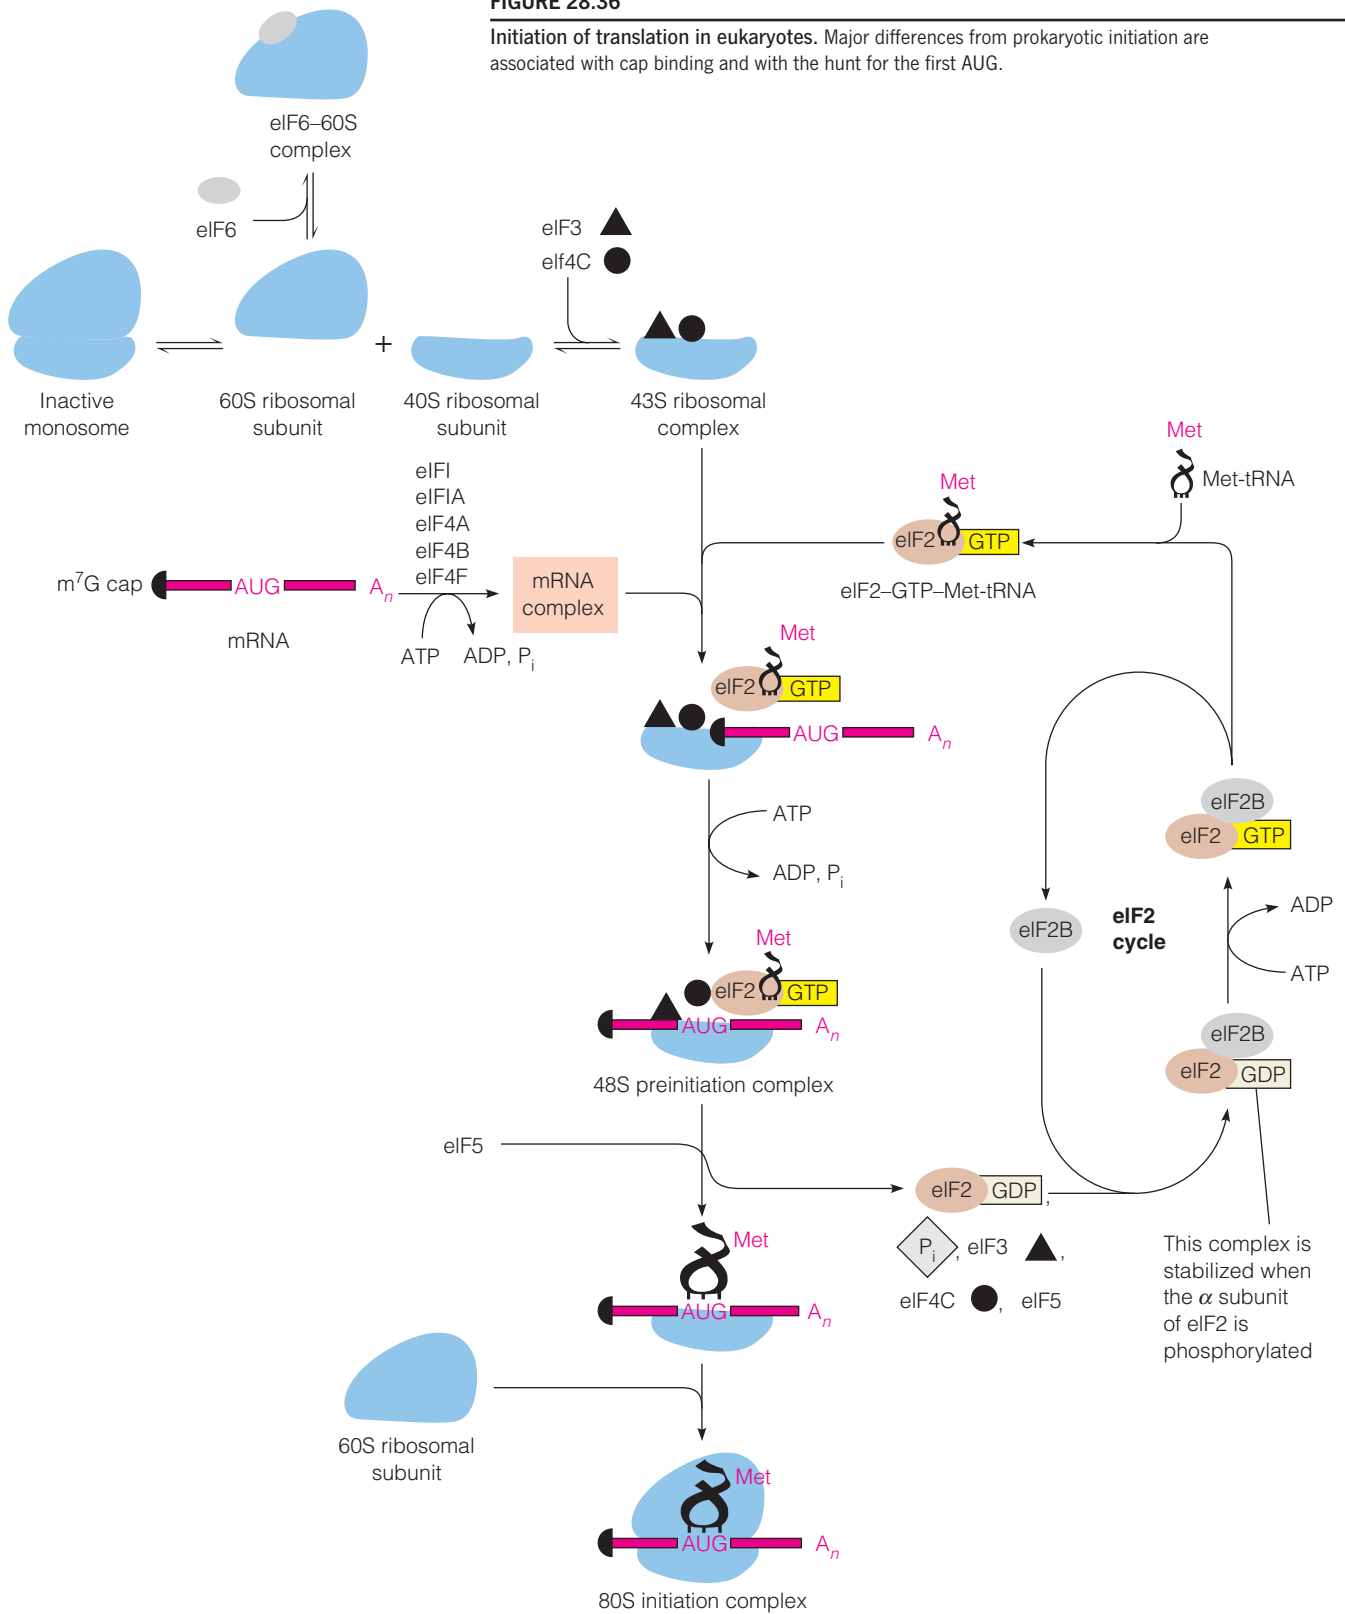 FIGURE 28.36
Initiation of translation in eukaryotes. Major differences from prokaryotic initiation are
associated with cap binding and with the hunt for the first AUG.
eIF6–60S
complex
eIF6
eIF3
elf4C
+
Inactive
monosome
60S ribosomal
subunit
40S ribosomal
subunit
43S ribosomal
complex
eIFI
eIFIA
eIF4A
eIF4B
eIF4F
m⁷G cap
AUG
Aₙ
mRNA
ATP
ADP, Pᵢ
mRNA
complex
Met
Met-tRNA
Met
eIF2
GTP
eIF2–GTP–Met-tRNA
Met
eIF2
GTP
AUG
Aₙ
ATP
ADP, Pᵢ
eIF2B
eIF2
GTP
eIF2B
eIF2
cycle
ADP
ATP
Met
eIF2
GTP
AUG
Aₙ
48S preinitiation complex
eIF2B
eIF2
GDP
eIF5
eIF2
GDP,
Pᵢ, eIF3 ,
eIF4C , eIF5
This complex is
stabilized when
the α subunit
of eIF2 is
phosphorylated
Met
AUG
Aₙ
60S ribosomal
subunit
Met
AUG
Aₙ
80S initiation complex